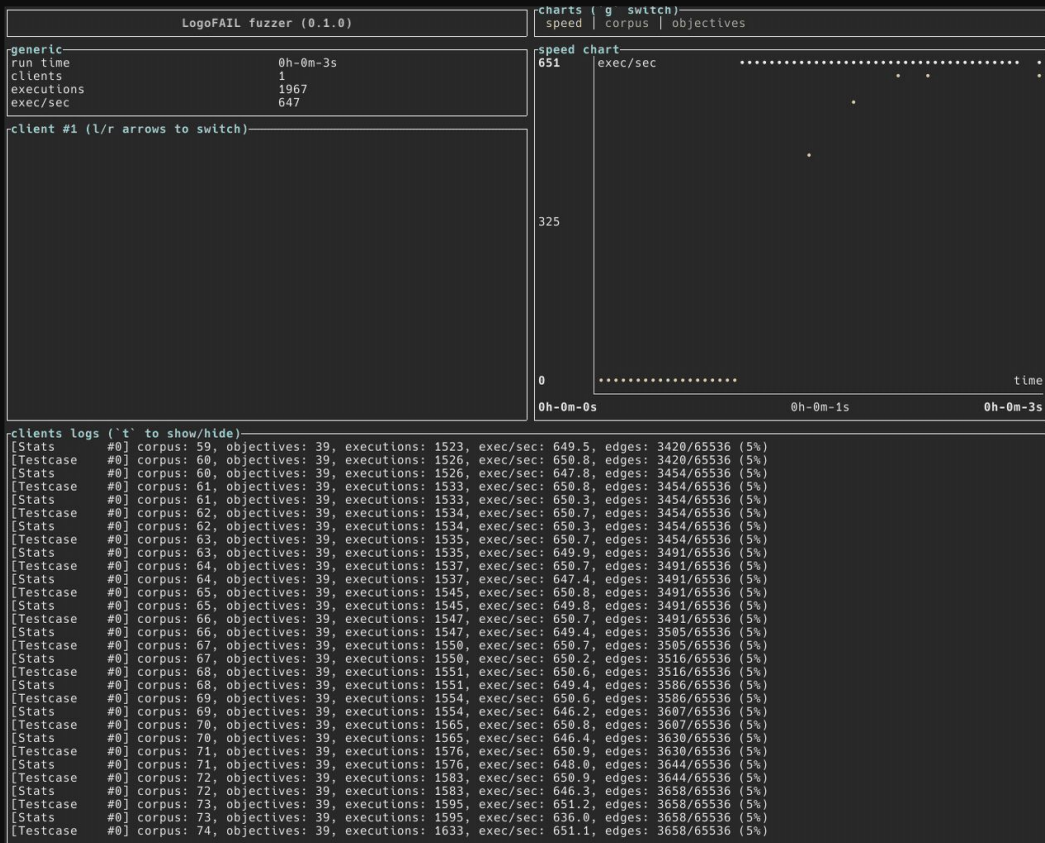 LogoFAIL fuzzer (0.1.0)
charts (`g` switch)
speed | corpus | objectives
generic
run time 0h-0m-3s
clients 1
executions 1967
exec/sec 647
speed chart
651 exec/sec
325
0 time
0h-0m-0s 0h-0m-1s 0h-0m-3s
client #1 (l/r arrows to switch)
clients logs (`t` to show/hide)
[Stats #0] corpus: 59, objectives: 39, executions: 1523, exec/sec: 649.5, edges: 3420/65536 (5%)
[Testcase #0] corpus: 60, objectives: 39, executions: 1526, exec/sec: 650.8, edges: 3420/65536 (5%)
[Stats #0] corpus: 60, objectives: 39, executions: 1526, exec/sec: 647.8, edges: 3454/65536 (5%)
[Testcase #0] corpus: 61, objectives: 39, executions: 1533, exec/sec: 650.8, edges: 3454/65536 (5%)
[Stats #0] corpus: 61, objectives: 39, executions: 1533, exec/sec: 650.3, edges: 3454/65536 (5%)
[Testcase #0] corpus: 62, objectives: 39, executions: 1534, exec/sec: 650.7, edges: 3454/65536 (5%)
[Stats #0] corpus: 62, objectives: 39, executions: 1534, exec/sec: 650.3, edges: 3454/65536 (5%)
[Testcase #0] corpus: 63, objectives: 39, executions: 1535, exec/sec: 650.7, edges: 3454/65536 (5%)
[Stats #0] corpus: 63, objectives: 39, executions: 1535, exec/sec: 649.9, edges: 3491/65536 (5%)
[Testcase #0] corpus: 64, objectives: 39, executions: 1537, exec/sec: 650.7, edges: 3491/65536 (5%)
[Stats #0] corpus: 64, objectives: 39, executions: 1537, exec/sec: 647.4, edges: 3491/65536 (5%)
[Testcase #0] corpus: 65, objectives: 39, executions: 1545, exec/sec: 650.8, edges: 3491/65536 (5%)
[Stats #0] corpus: 65, objectives: 39, executions: 1545, exec/sec: 649.8, edges: 3491/65536 (5%)
[Testcase #0] corpus: 66, objectives: 39, executions: 1547, exec/sec: 650.7, edges: 3491/65536 (5%)
[Stats #0] corpus: 66, objectives: 39, executions: 1547, exec/sec: 649.4, edges: 3505/65536 (5%)
[Testcase #0] corpus: 67, objectives: 39, executions: 1550, exec/sec: 650.7, edges: 3505/65536 (5%)
[Stats #0] corpus: 67, objectives: 39, executions: 1550, exec/sec: 650.2, edges: 3516/65536 (5%)
[Testcase #0] corpus: 68, objectives: 39, executions: 1551, exec/sec: 650.6, edges: 3516/65536 (5%)
[Stats #0] corpus: 68, objectives: 39, executions: 1551, exec/sec: 649.4, edges: 3586/65536 (5%)
[Testcase #0] corpus: 69, objectives: 39, executions: 1554, exec/sec: 650.6, edges: 3586/65536 (5%)
[Stats #0] corpus: 69, objectives: 39, executions: 1554, exec/sec: 646.2, edges: 3607/65536 (5%)
[Testcase #0] corpus: 70, objectives: 39, executions: 1565, exec/sec: 650.8, edges: 3607/65536 (5%)
[Stats #0] corpus: 70, objectives: 39, executions: 1565, exec/sec: 646.4, edges: 3630/65536 (5%)
[Testcase #0] corpus: 71, objectives: 39, executions: 1576, exec/sec: 650.9, edges: 3630/65536 (5%)
[Stats #0] corpus: 71, objectives: 39, executions: 1576, exec/sec: 648.0, edges: 3644/65536 (5%)
[Testcase #0] corpus: 72, objectives: 39, executions: 1583, exec/sec: 650.9, edges: 3644/65536 (5%)
[Stats #0] corpus: 72, objectives: 39, executions: 1583, exec/sec: 646.3, edges: 3658/65536 (5%)
[Testcase #0] corpus: 73, objectives: 39, executions: 1595, exec/sec: 651.2, edges: 3658/65536 (5%)
[Stats #0] corpus: 73, objectives: 39, executions: 1595, exec/sec: 636.0, edges: 3658/65536 (5%)
[Testcase #0] corpus: 74, objectives: 39, executions: 1633, exec/sec: 651.1, edges: 3658/65536 (5%)